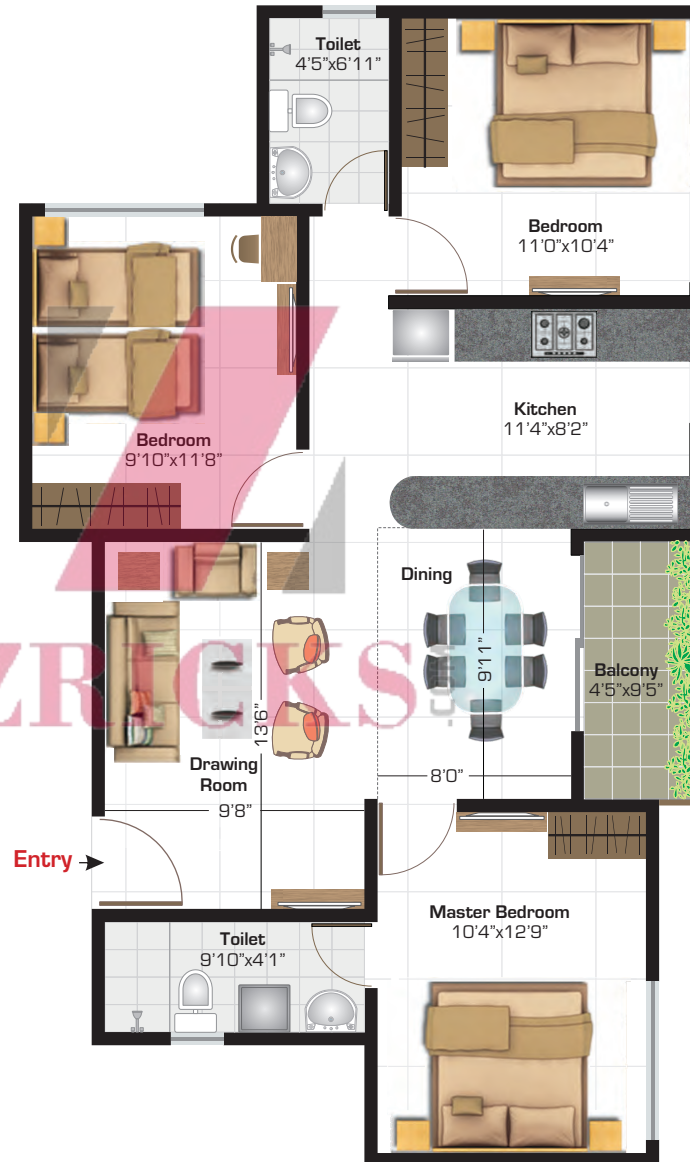 Toilet
4'5"x6'11"
Bedroom
11'0"x10'4"
Kitchen
11'4"x8'2"
Bedroom
9'10"x11'8"
Dining
9'11"
8'0"
Balcony
4'5"x9'5"
ZRICKS
.com
Drawing
Room
13'6"
9'8"
Entry
Master Bedroom
10'4"x12'9"
Toilet
9'10"x4'1"